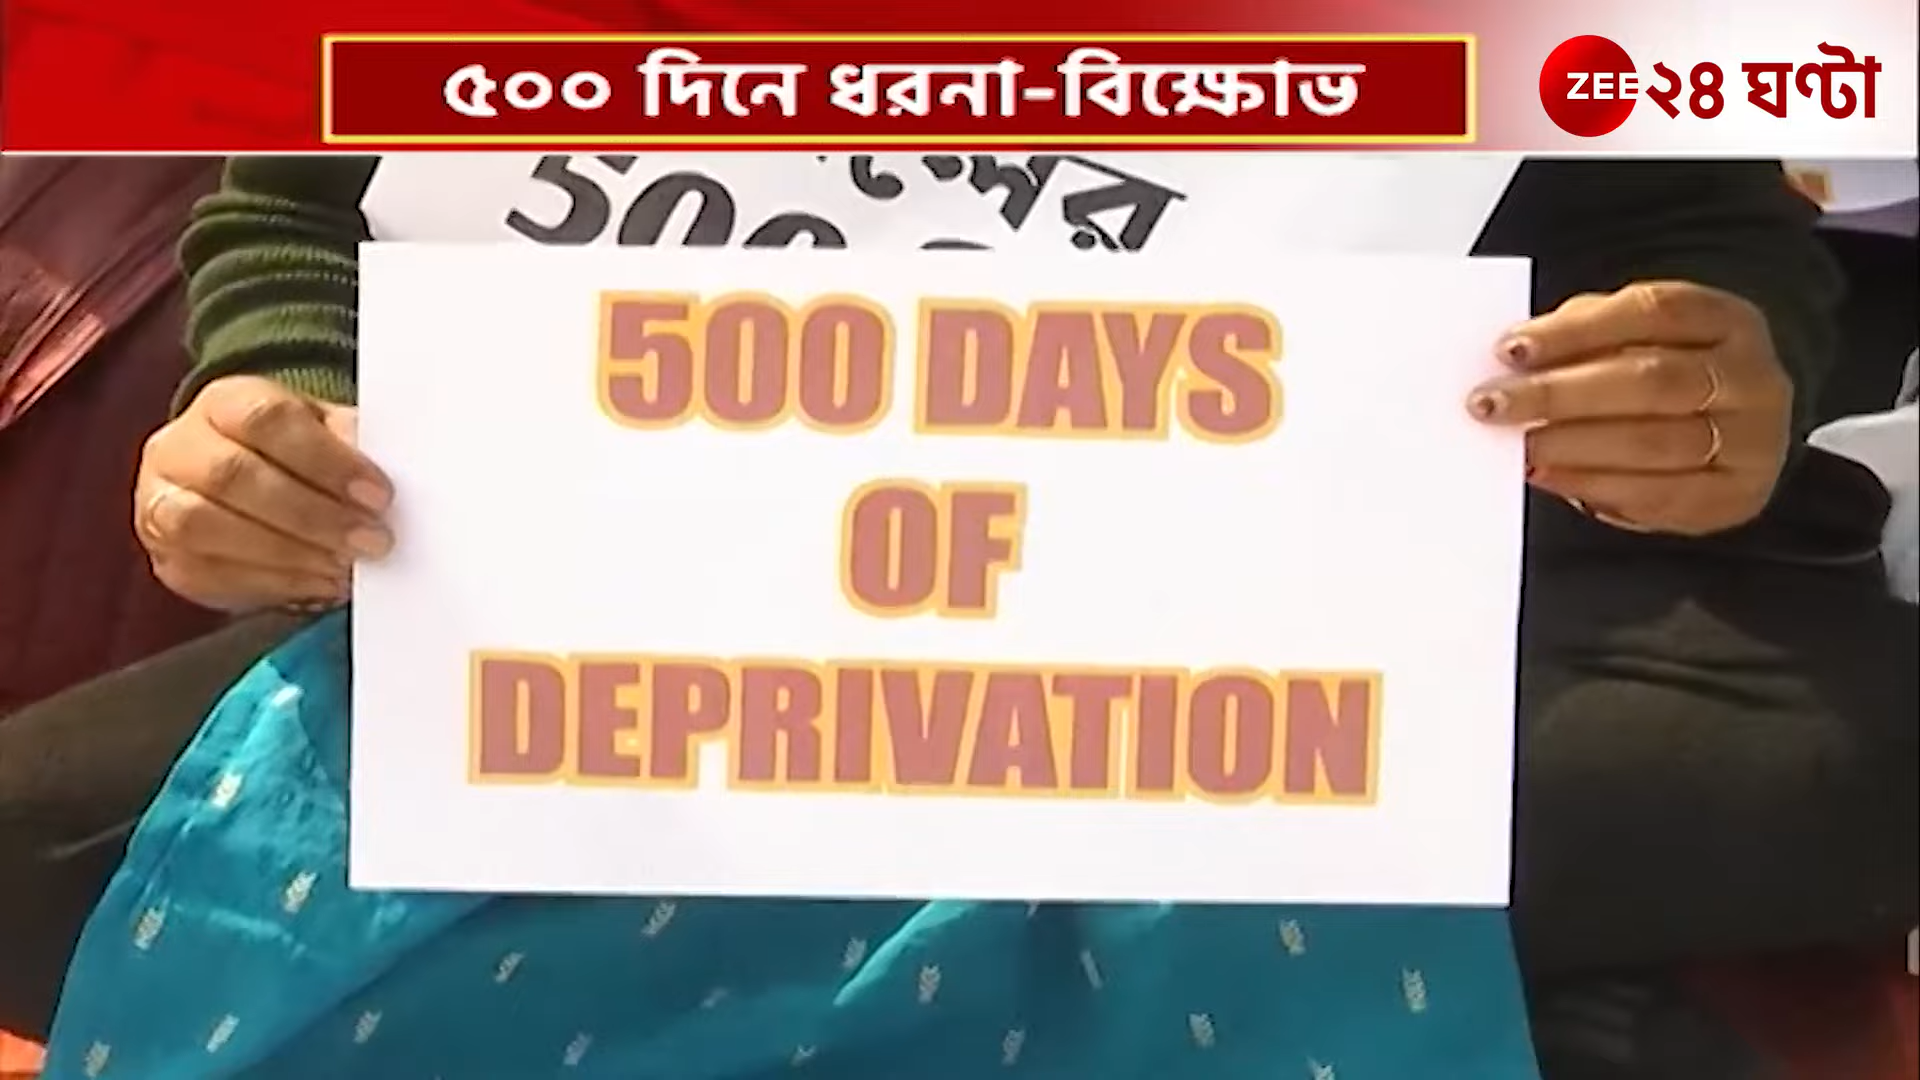 ৫০০ দিনে ধরনা-বিক্ষোভ
ZEE ২৪ ঘণ্টা
500 DAYS
OF
DEPRIVATION